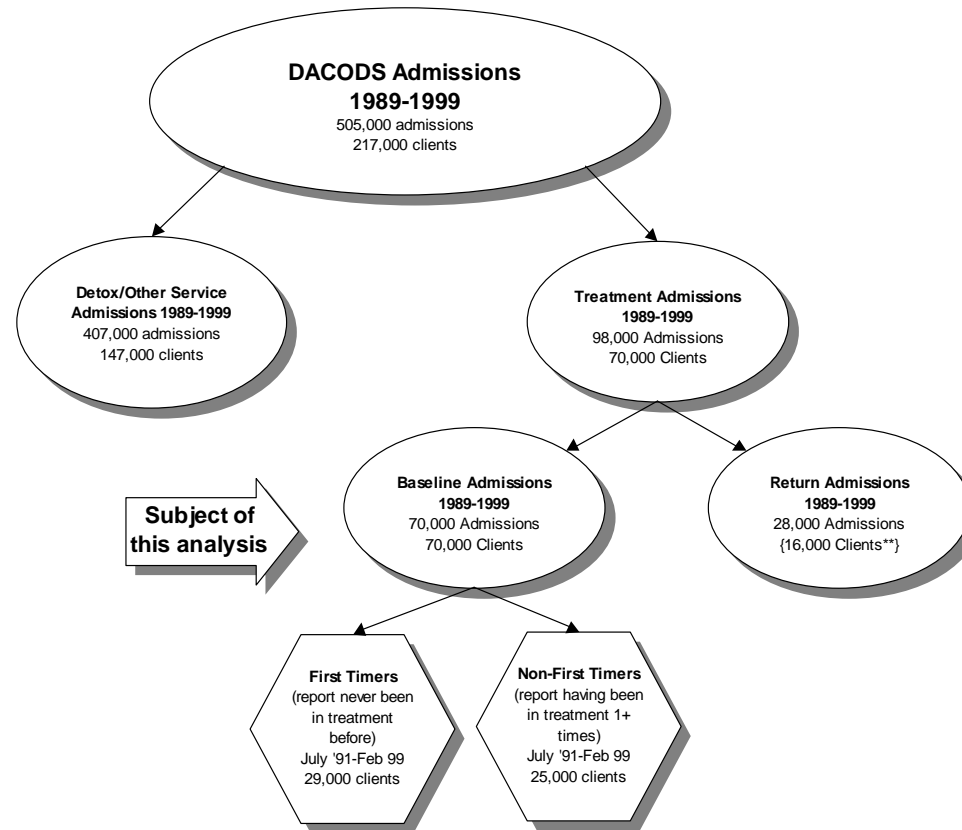 DACODS Admissions
1989-1999
505,000 admissions
217,000 clients
Detox/Other Service
Admissions 1989-1999
407,000 admissions
147,000 clients
Treatment Admissions
1989-1999
98,000 Admissions
70,000 Clients
Subject of
this analysis
Baseline Admissions
1989-1999
70,000 Admissions
70,000 Clients
Return Admissions
1989-1999
28,000 Admissions
{16,000 Clients**}
First Timers
(report never been
in treatment
before)
July '91-Feb 99
29,000 clients
Non-First Timers
(report having been
in treatment 1+
times)
July '91-Feb 99
25,000 clients